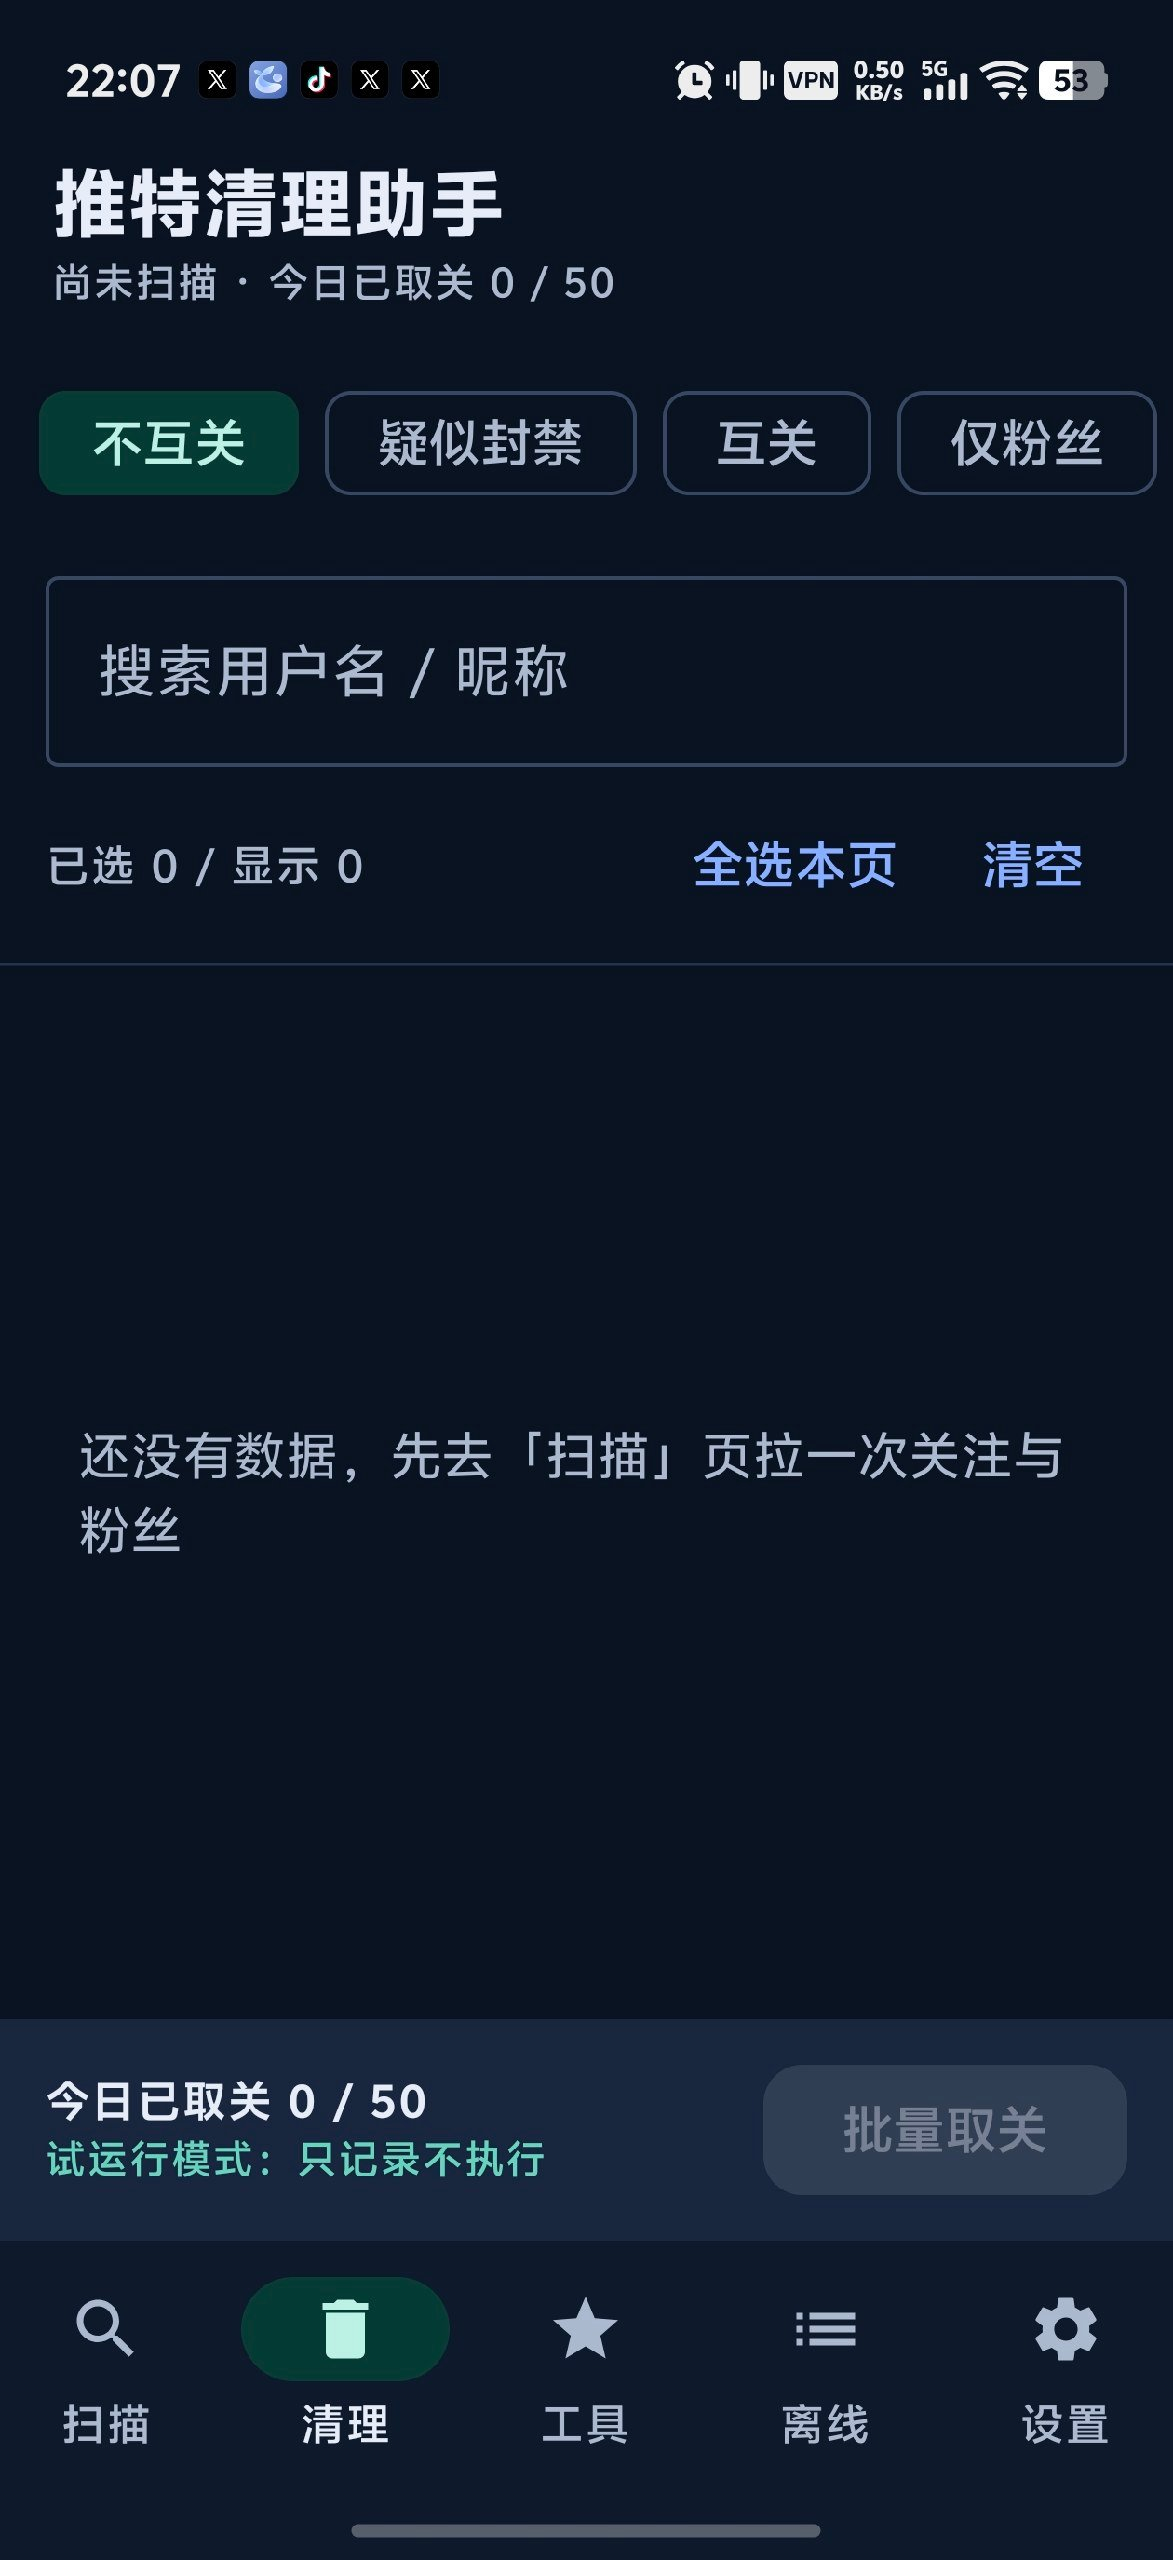 22:07
VPN
0.50
KB/s
5G
53
推特清理助手
尚未扫描 · 今日已取关 0 / 50
不互关
疑似封禁
互关
仅粉丝
搜索用户名 / 昵称
已选 0 / 显示 0
全选本页
清空
还没有数据，先去「扫描」页拉一次关注与
粉丝
今日已取关 0 / 50
试运行模式：只记录不执行
批量取关
扫描
清理
工具
离线
设置